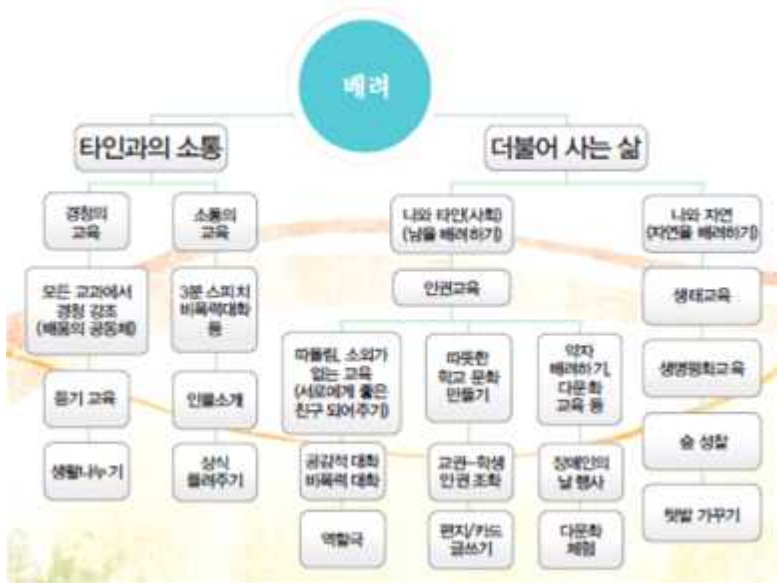 배려
타인과의 소통
더불어 사는 삶
경청의
교육
소통의
교육
나와 타인(사회)
(남을 배려하기)
나와 자연
(자연을 배려하기)
모든 교과에서
경청 강조
(배움의 공동체)
3분 스피치
비폭력대화
등
인권교육
생태교육
따돌림, 소외가
없는 교육
(서로에게 좋은
친구 되어주기)
따뜻한
학교 문화
만들기
약자
배려하기,
다문화
교육 등
생명평화교육
듣기 교육
인물소개
숲 성찰
생활나누기
상식
들려주기
공감적 대화
비폭력 대화
교권-학생
인권 조화
장애인의
날 행사
텃밭 가꾸기
역할극
편지/카드
글쓰기
다문화
체험